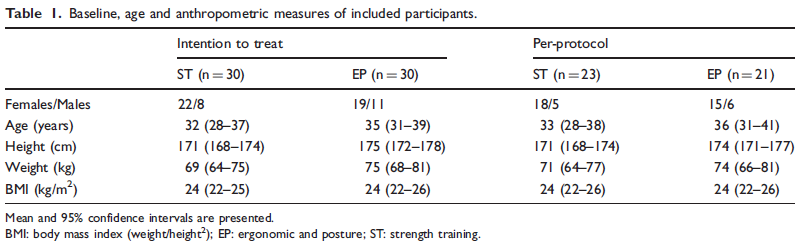 Table 1. Baseline, age and anthropometric measures of included participants.
Intention to treat Per-protocol
ST (n = 30) EP (n = 30) ST (n = 23) EP (n = 21)
Females/Males 22/8 19/11 18/5 15/6
Age (years) 32 (28–37) 35 (31–39) 33 (28–38) 36 (31–41)
Height (cm) 171 (168–174) 175 (172–178) 171 (168–174) 174 (171–177)
Weight (kg) 69 (64–75) 75 (68–81) 71 (64–77) 74 (66–81)
BMI (kg/m²) 24 (22–25) 24 (22–26) 24 (22–26) 24 (22–26)
Mean and 95% confidence intervals are presented.
BMI: body mass index (weight/height²); EP: ergonomic and posture; ST: strength training.